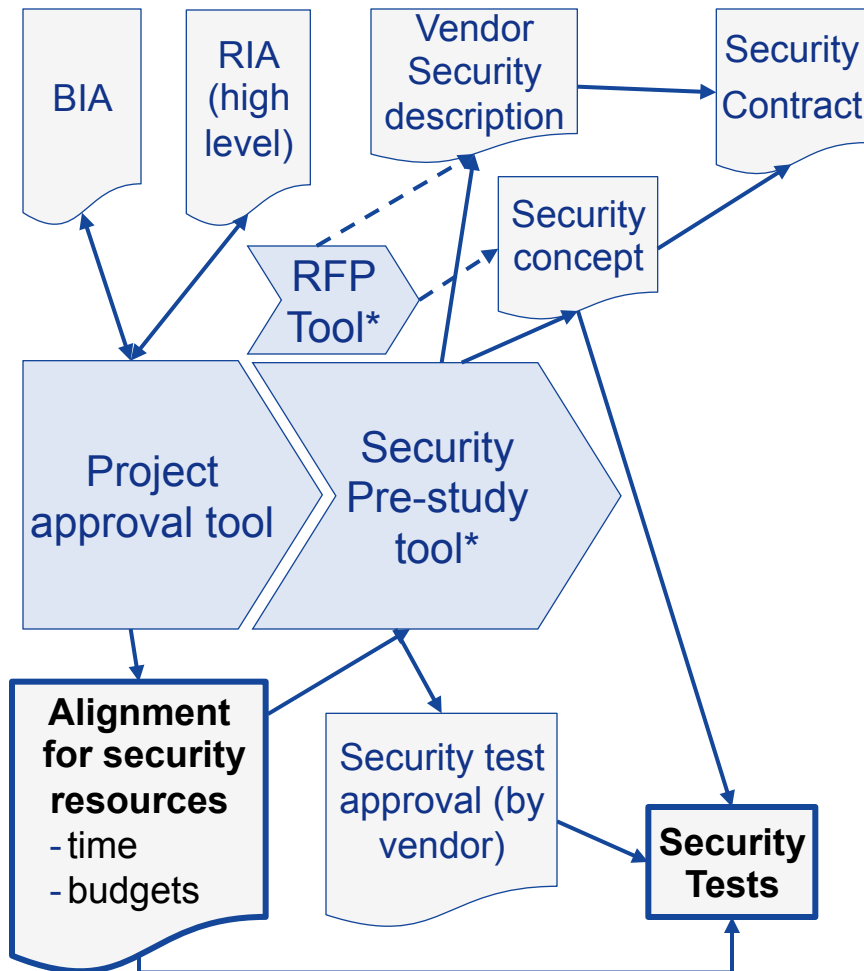 BIA
RIA
(high
level)
Vendor
Security
description
Security
Contract
RFP
Tool*
Security
concept
Project
approval tool
Security
Pre-study
tool*
Alignment
for security
resources
- time
- budgets
Security test
approval (by
vendor)
Security
Tests